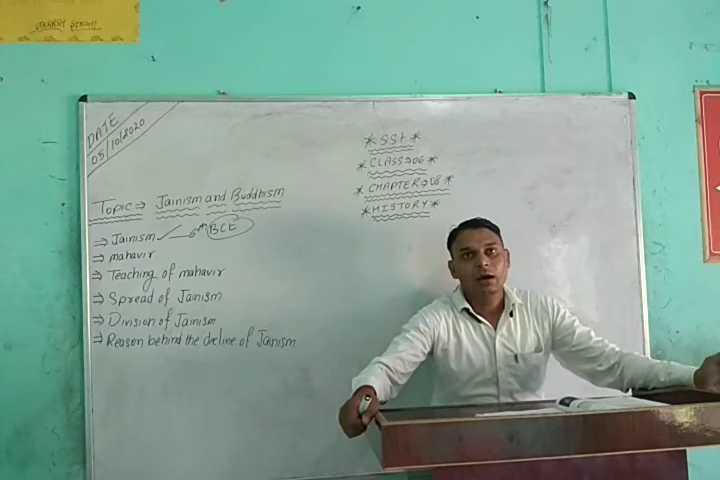 DATE
05/10/2020
*SST*
*CLASS→06*
*CHAPTER→08*
*HISTORY*
Topic→ Jainism and Buddhism
⇒ Jainism ✓ — 6th BCE
⇒ mahavir
⇒ Teaching of mahavir
⇒ Spread of Jainism
⇒ Division of Jainism
⇒ Reason behind the decline of Jainism